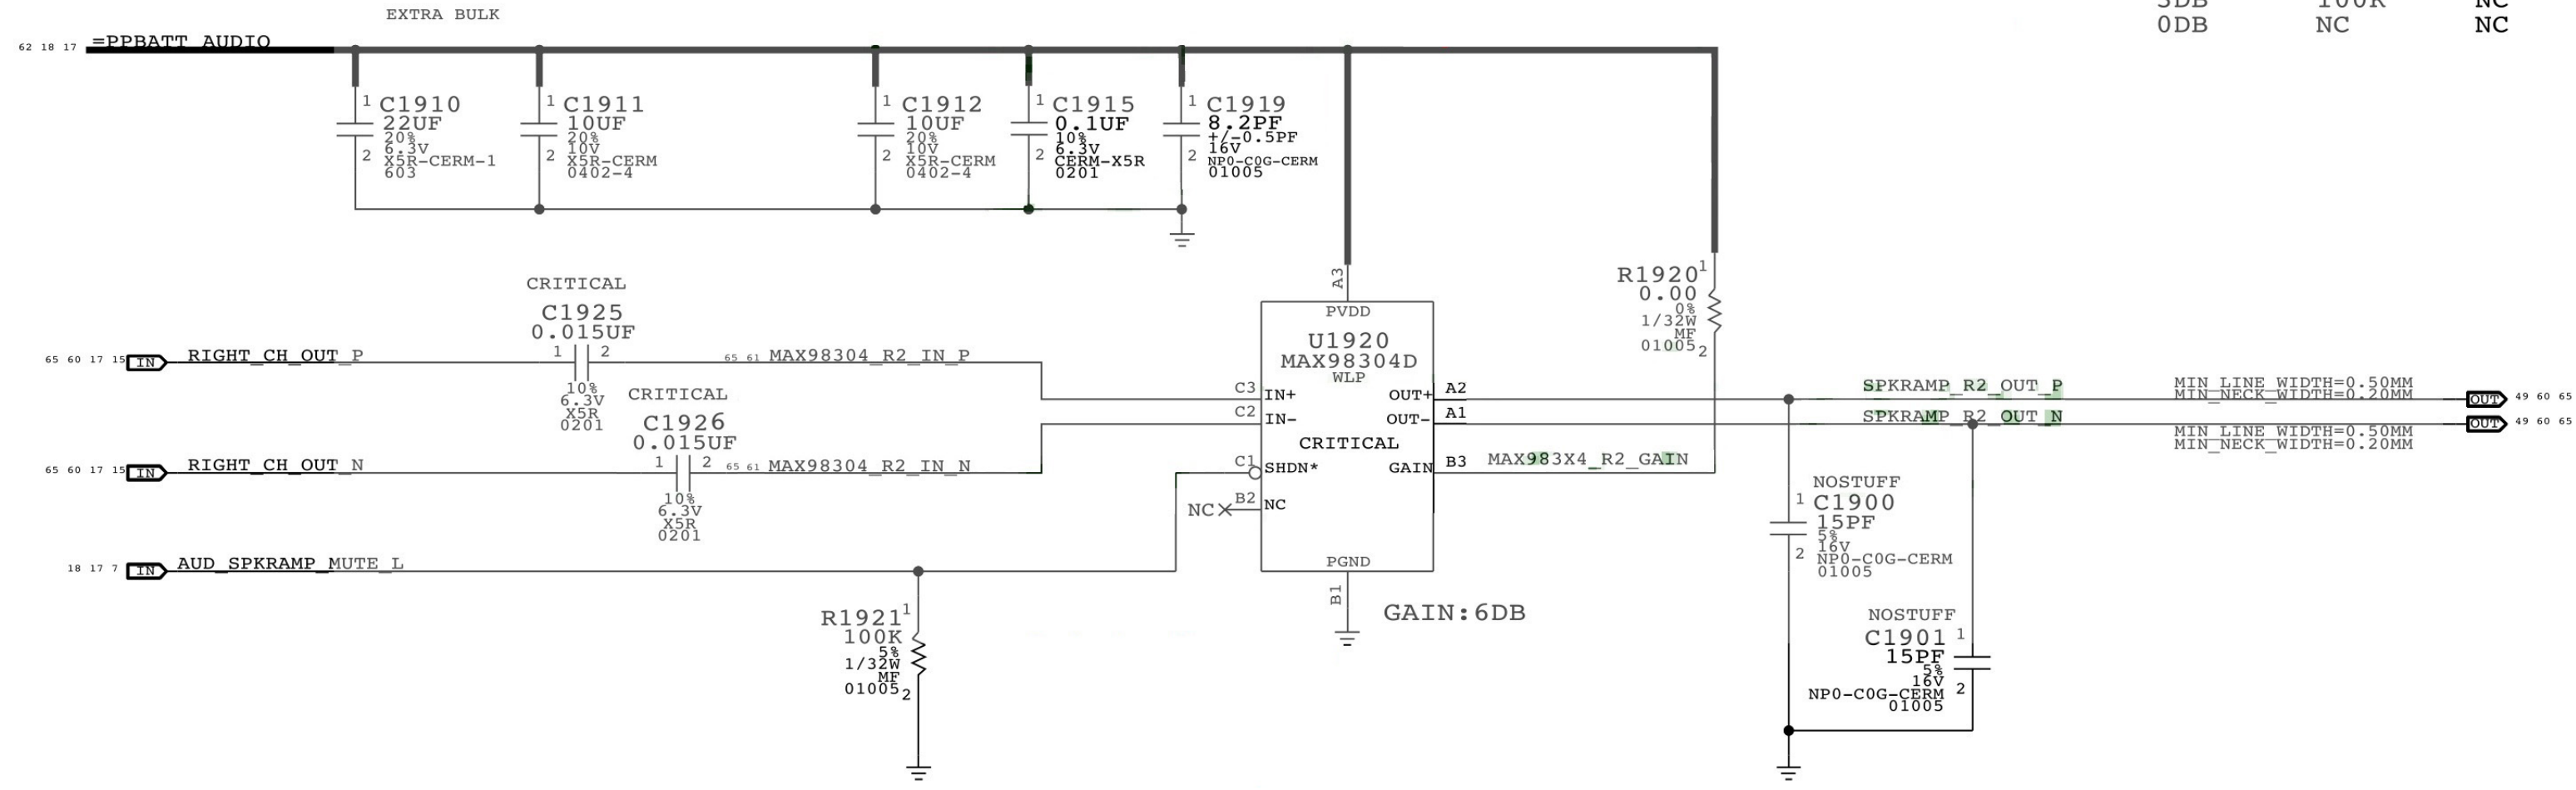 EXTRA BULK
3DB 100K NC
0DB NC NC
62 18 17 =PPBATT_AUDIO
1 C1910
22UF
20%
6.3V
2 X5R-CERM-1
603
1 C1911
10UF
20%
10V
2 X5R-CERM
0402-4
1 C1912
10UF
20%
10V
2 X5R-CERM
0402-4
1 C1915
0.1UF
10%
6.3V
2 CERM-X5R
0201
1 C1919
8.2PF
+/-0.5PF
16V
2 NP0-C0G-CERM
01005
CRITICAL
C1925
0.015UF
65 60 17 15 IN RIGHT_CH_OUT_P 1 2 65 61 MAX98304_R2_IN_P
10%
6.3V
X5R
0201
CRITICAL
C1926
0.015UF
65 60 17 15 IN RIGHT_CH_OUT_N 1 2 65 61 MAX98304_R2_IN_N
10%
6.3V
X5R
0201
18 17 7 IN AUD_SPKRAMP_MUTE_L
R1921 1
100K
5%
1/32W
MF
01005 2
A3
PVDD
U1920
MAX98304D
WLP
C3 IN+ OUT+ A2
C2 IN- OUT- A1
CRITICAL
C1 SHDN* GAIN B3 MAX983X4_R2_GAIN
NC B2 NC
PGND
B1
GAIN:6DB
R1920 1
0.00
0%
1/32W
MF
01005 2
SPKRAMP_R2_OUT_P MIN_LINE_WIDTH=0.50MM
MIN_NECK_WIDTH=0.20MM OUT 49 60 65
SPKRAMP_R2_OUT_N OUT 49 60 65
MIN_LINE_WIDTH=0.50MM
MIN_NECK_WIDTH=0.20MM
NOSTUFF
1 C1900
15PF
5%
16V
2 NP0-C0G-CERM
01005
NOSTUFF
C1901 1
15PF
5%
16V
NP0-C0G-CERM 2
01005